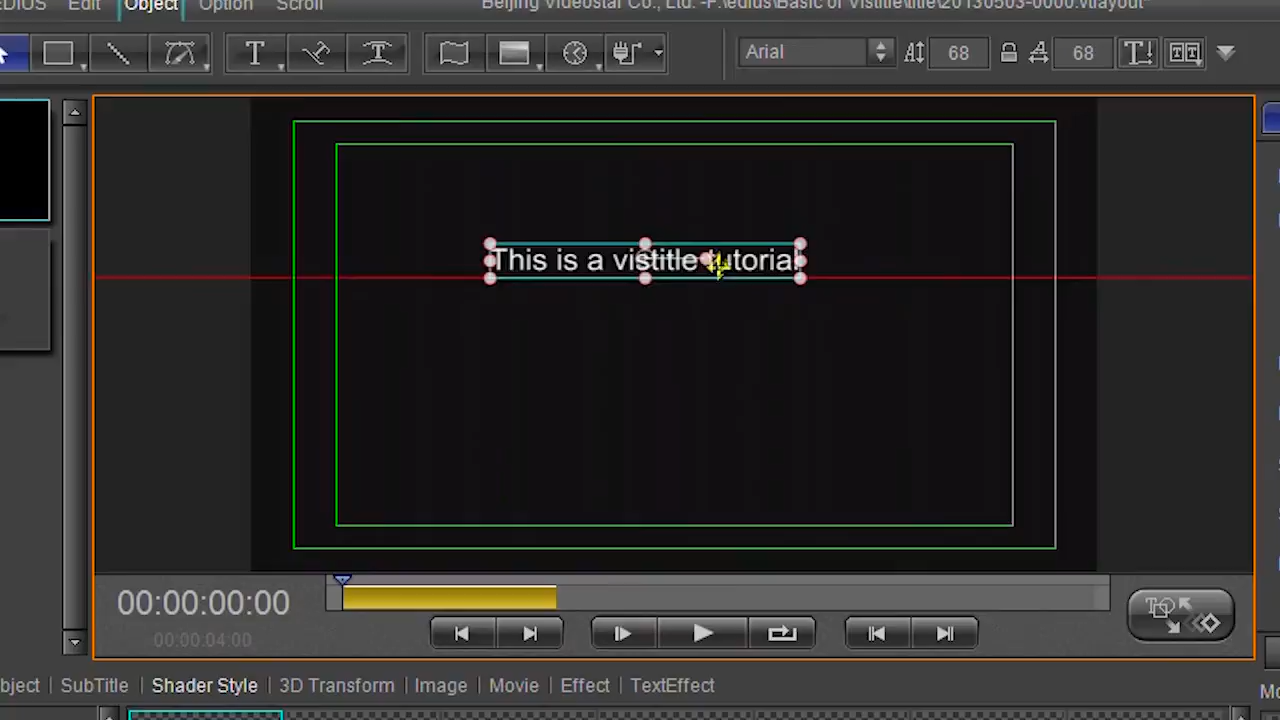 EDIUS Edit Object Option Scroll
Beijing Videostar Co., Ltd. -F:\edius\Basic of Vistitle\title\20130503-0000.vtlayout*
Arial 68 68
This is a vistitle tutorial
00:00:00:00
00:00:04:00
bject SubTitle Shader Style 3D Transform Image Movie Effect TextEffect
Mo